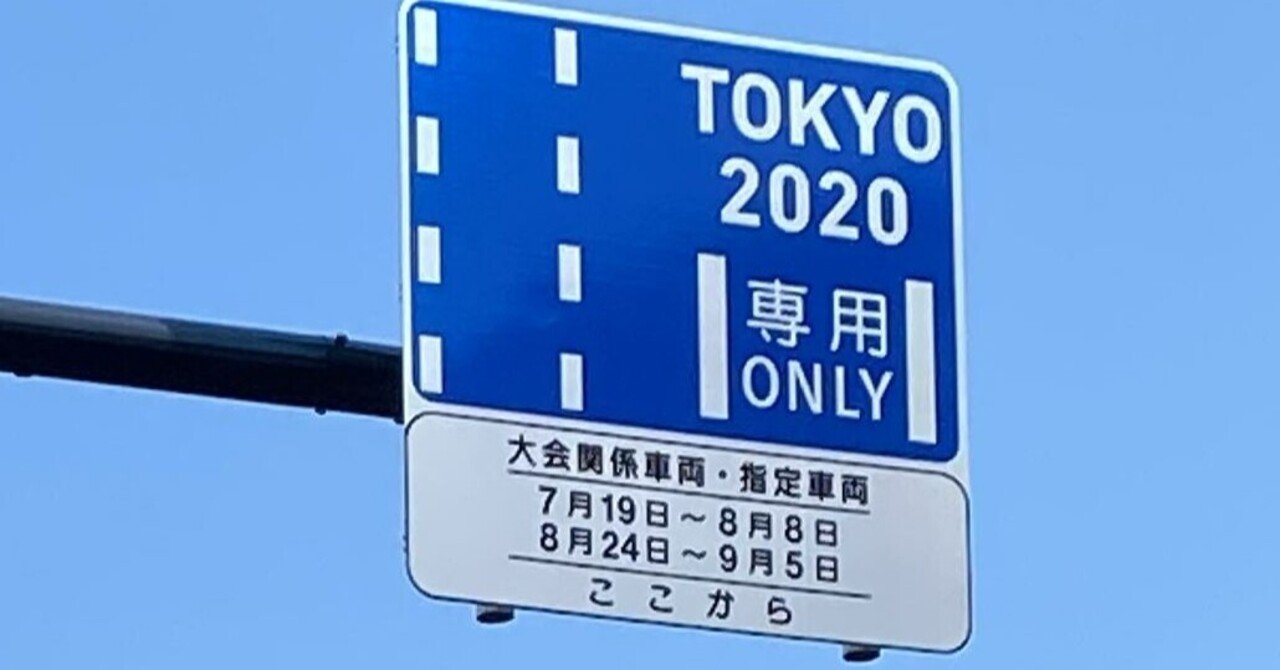 TOKYO
2020
専用
ONLY
大会関係車両・指定車両
7月19日～8月8日
8月24日～9月5日
ここから